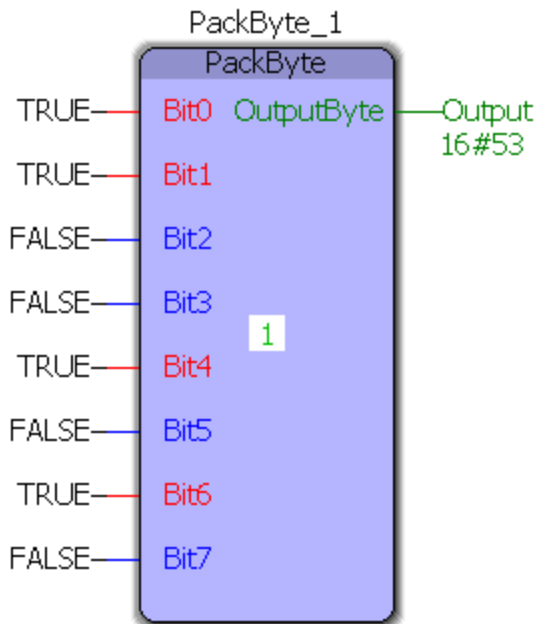 PackByte_1
PackByte
TRUE Bit0 OutputByte Output
16#53
TRUE Bit1
FALSE Bit2
FALSE Bit3
1
TRUE Bit4
FALSE Bit5
TRUE Bit6
FALSE Bit7